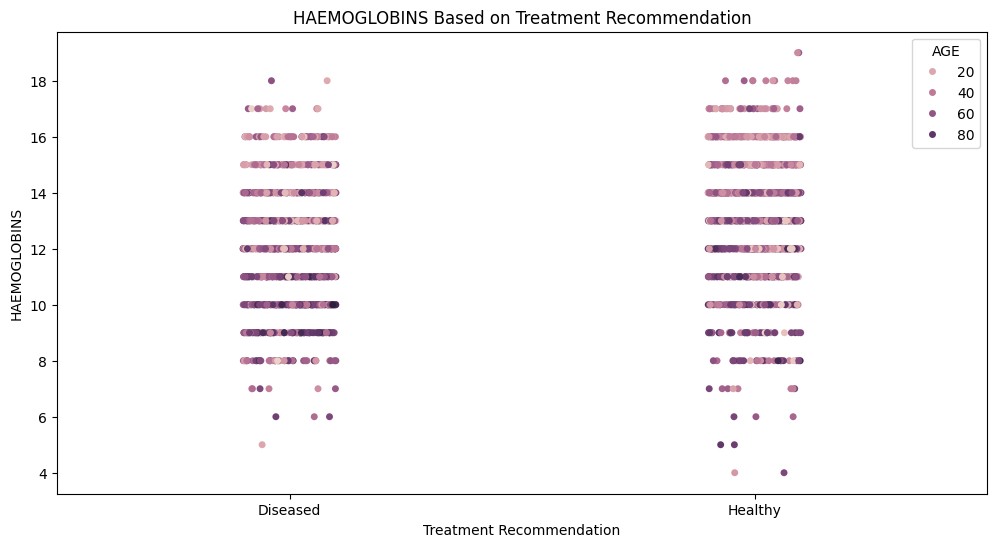 HAEMOGLOBINS Based on Treatment Recommendation
AGE
20
40
60
80
HAEMOGLOBINS
18
16
14
12
10
8
6
4
Diseased
Healthy
Treatment Recommendation